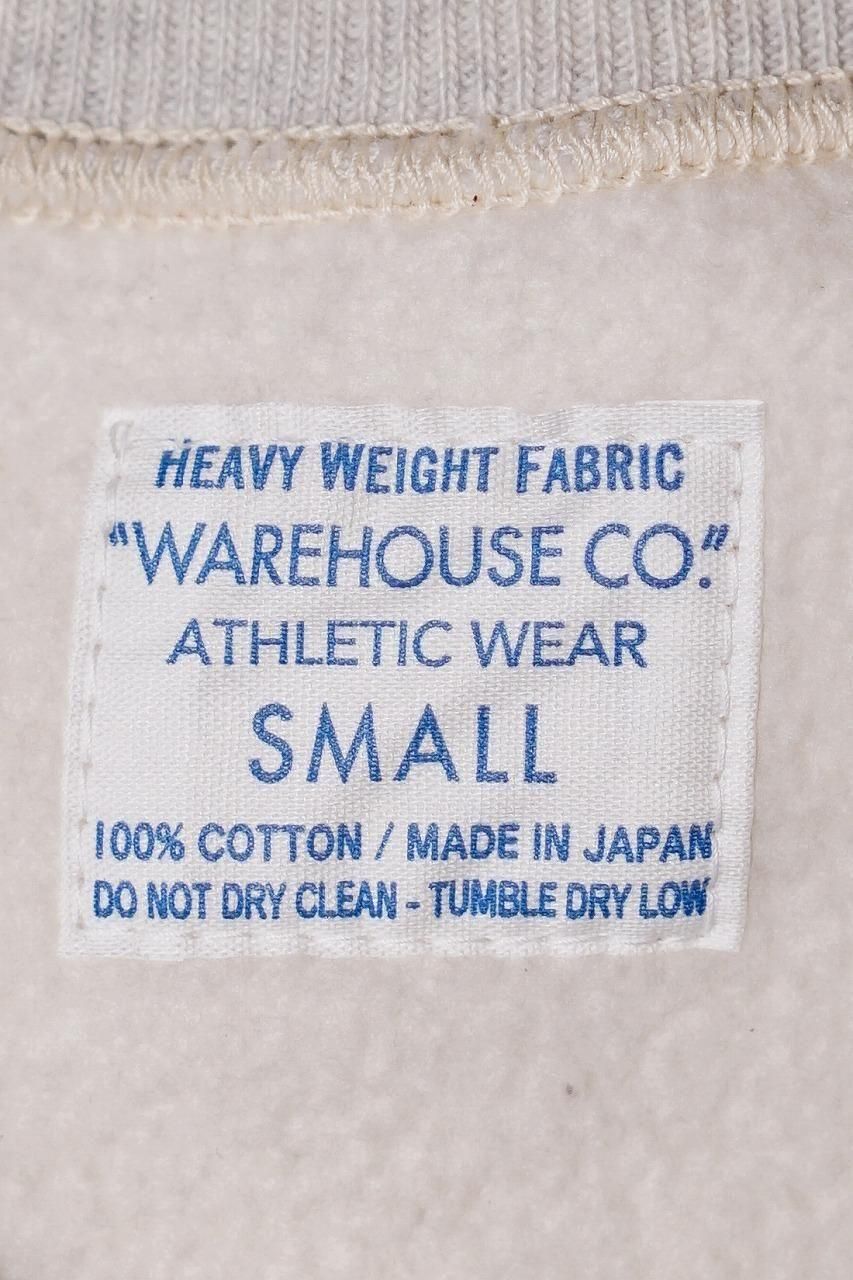 HEAVY WEIGHT FABRIC
"WAREHOUSE CO."
ATHLETIC WEAR
SMALL
100% COTTON / MADE IN JAPAN
DO NOT DRY CLEAN - TUMBLE DRY LOW